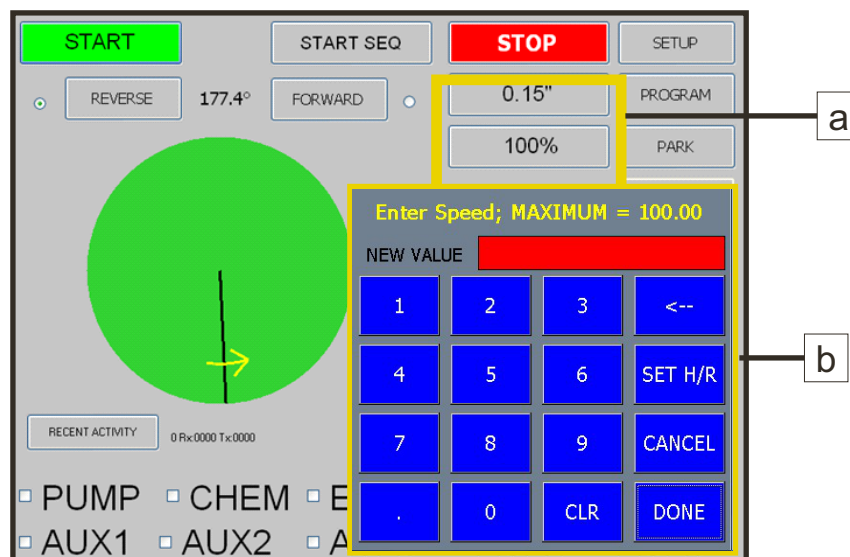 START START SEQ STOP SETUP
REVERSE 177.4° FORWARD 0.15" PROGRAM
100% PARK
a
Enter Speed; MAXIMUM = 100.00
NEW VALUE
1 2 3 <--
4 5 6 SET H/R
b
7 8 9 CANCEL
. 0 CLR DONE
RECENT ACTIVITY 0 Rx:0000 Tx:0000
PUMP CHEM E
AUX1 AUX2 A